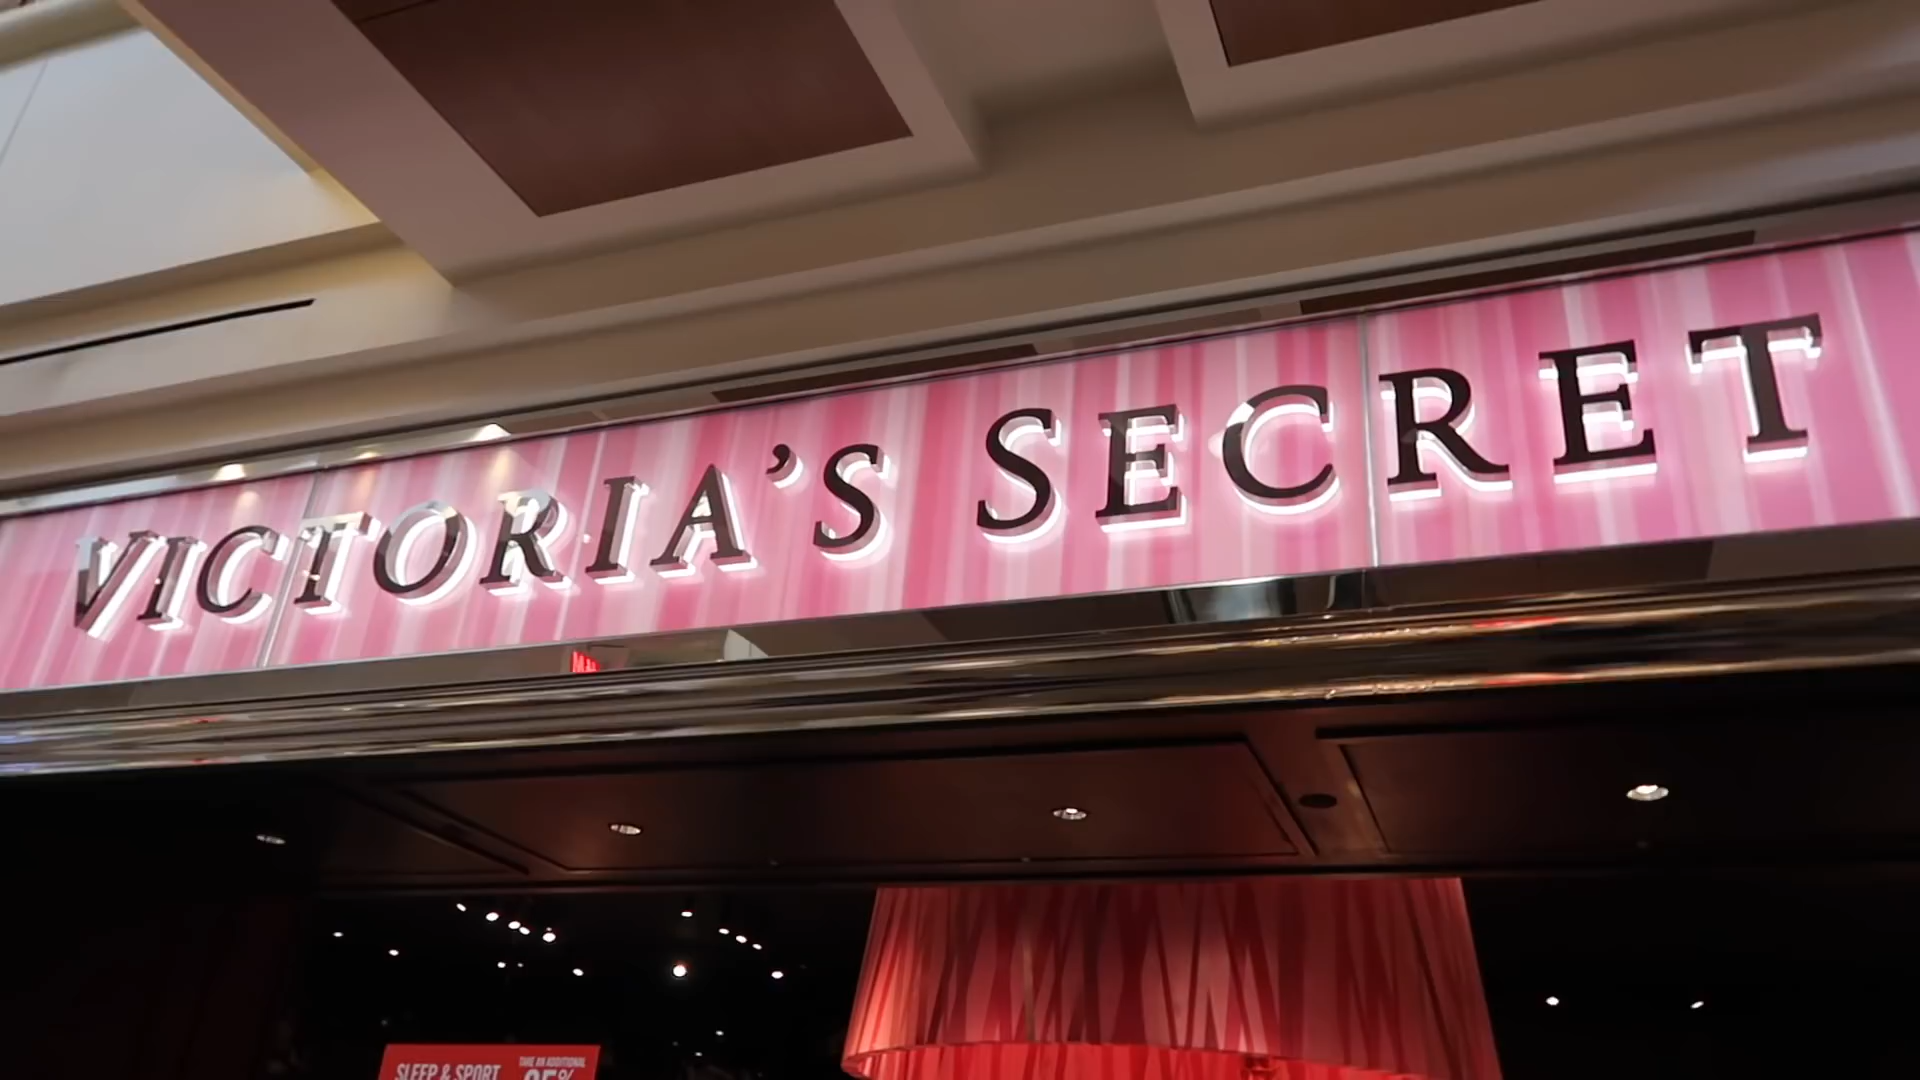 VICTORIA'S SECRET
SLEEP & SPORT
TAKE AN ADDITIONAL